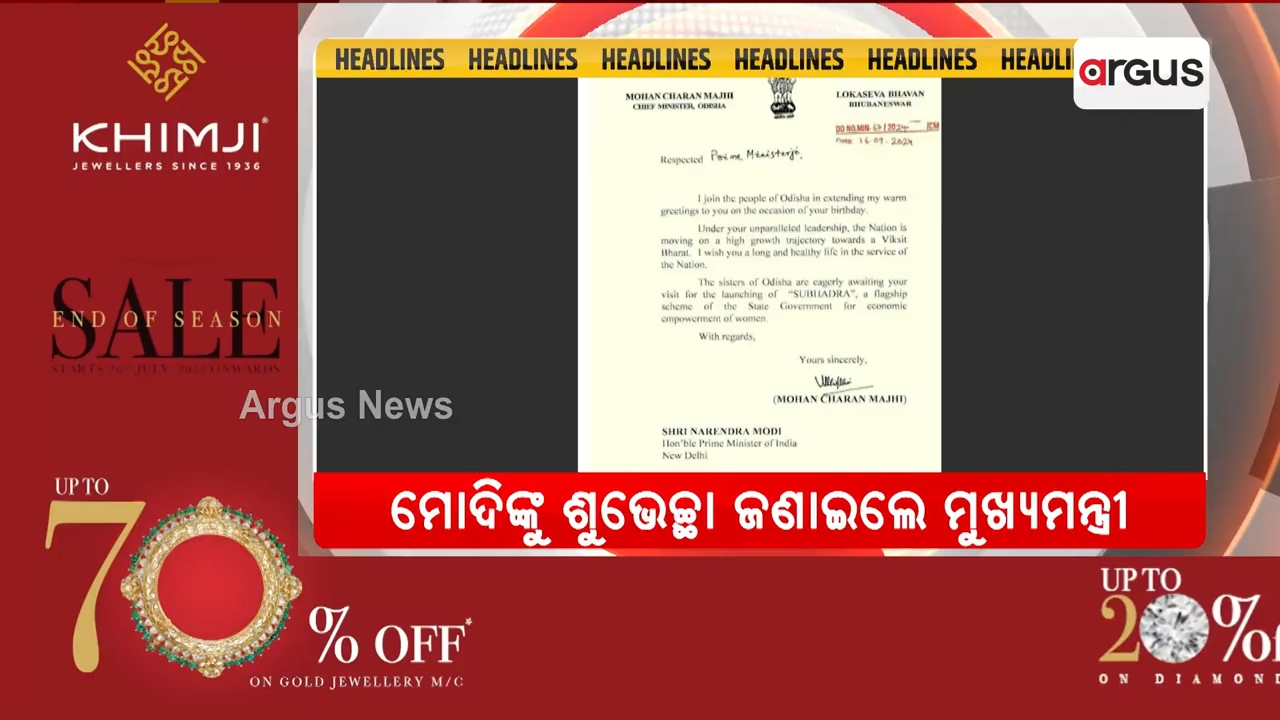 KHIMJI
JEWELLERS SINCE 1936
SALE
END OF SEASON
UP TO
70% OFF*
ON GOLD JEWELLERY M/C
UP TO
20%
ON DIAMOND
HEADLINES HEADLINES HEADLINES HEADLINES HEADLINES HEADLI
argus
MOHAN CHARAN MAJHI
CHIEF MINISTER, ODISHA
LOKASEVA BHAVAN
BHUBANESWAR
16-09-2024
Respected Prime Ministerji,
I join the people of Odisha in extending my warm
greetings to you on the occasion of your birthday.
Under your unparalleled leadership, the Nation is
moving on a high growth trajectory towards a Viksit
Bharat. I wish you a long and healthy life in the service of
the Nation.
The sisters of Odisha are eagerly awaiting your
visit for the launching of "SUBHADRA", a flagship
scheme of the State Government for economic
empowerment of women.
With regards,
Yours sincerely,
(MOHAN CHARAN MAJHI)
SHRI NARENDRA MODI
Hon'ble Prime Minister of India
New Delhi
Argus News
ମୋଦିଙ୍କୁ ଶୁଭେଚ୍ଛା ଜଣାଇଲେ ମୁଖ୍ୟମନ୍ତ୍ରୀ